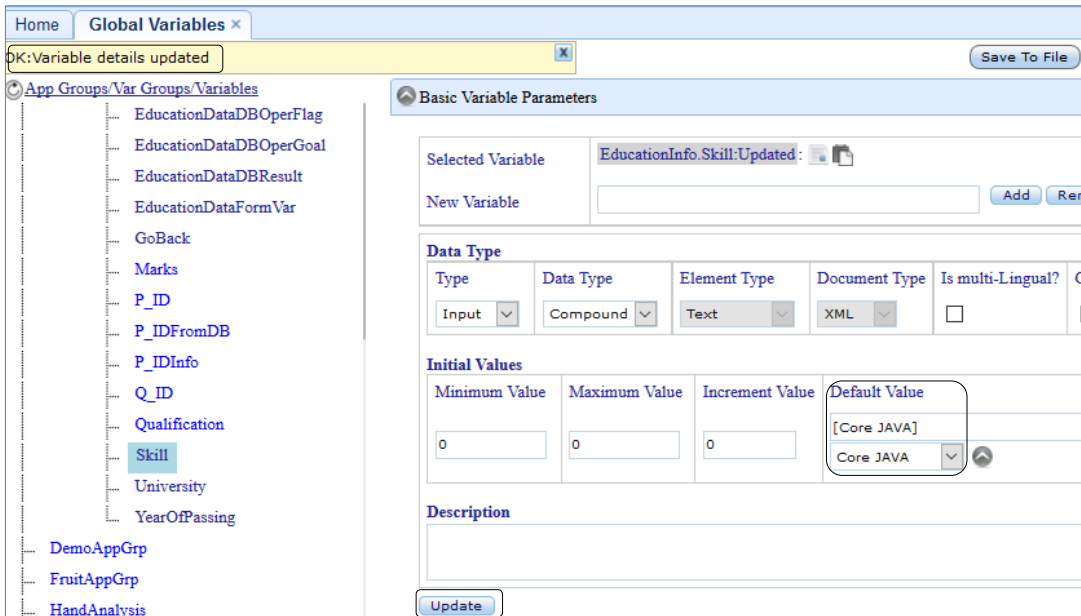 Home
Global Variables ×
OK:Variable details updated
X
Save To File
App Groups/Var Groups/Variables
EducationDataDBOperFlag
EducationDataDBOperGoal
EducationDataDBResult
EducationDataFormVar
GoBack
Marks
P_ID
P_IDFromDB
P_IDInfo
Q_ID
Qualification
Skill
University
YearOfPassing
DemoAppGrp
FruitAppGrp
HandAnalysis
Basic Variable Parameters
Selected Variable
EducationInfo.Skill:Updated:
New Variable
Add
Rer
Data Type
Type Data Type Element Type Document Type Is multi-Lingual?
Input Compound Text XML
Initial Values
Minimum Value Maximum Value Increment Value Default Value
[Core JAVA]
0 0 0
Core JAVA
Description
Update